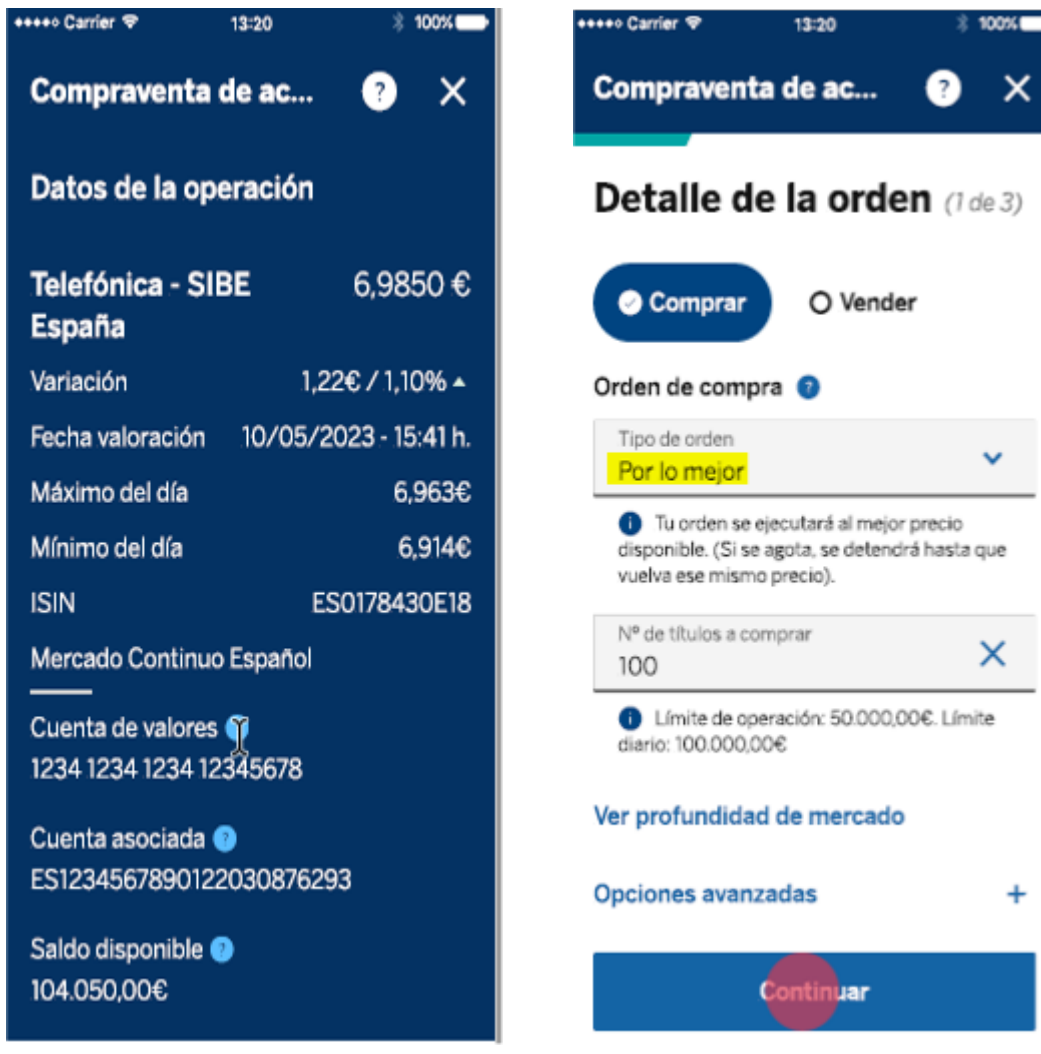 Carrier 13:20 100%
Compraventa de ac... ?
Datos de la operación
Telefónica - SIBE 6,9850 €
España
Variación 1,22€ / 1,10%
Fecha valoración 10/05/2023 - 15:41 h.
Máximo del día 6,963€
Mínimo del día 6,914€
ISIN ES0178430E18
Mercado Continuo Español
Cuenta de valores
1234 1234 1234 12345678
Cuenta asociada ?
ES1234567890122030876293
Saldo disponible ?
104.050,00€
Carrier 13:20 100%
Compraventa de ac... ?
Detalle de la orden (1 de 3)
Comprar Vender
Orden de compra ?
Tipo de orden
Por lo mejor
i Tu orden se ejecutará al mejor precio
disponible. (Si se agota, se detendrá hasta que
vuelva ese mismo precio).
Nº de títulos a comprar
100
i Límite de operación: 50.000,00€. Límite
diario: 100.000,00€
Ver profundidad de mercado
Opciones avanzadas +
Continuar